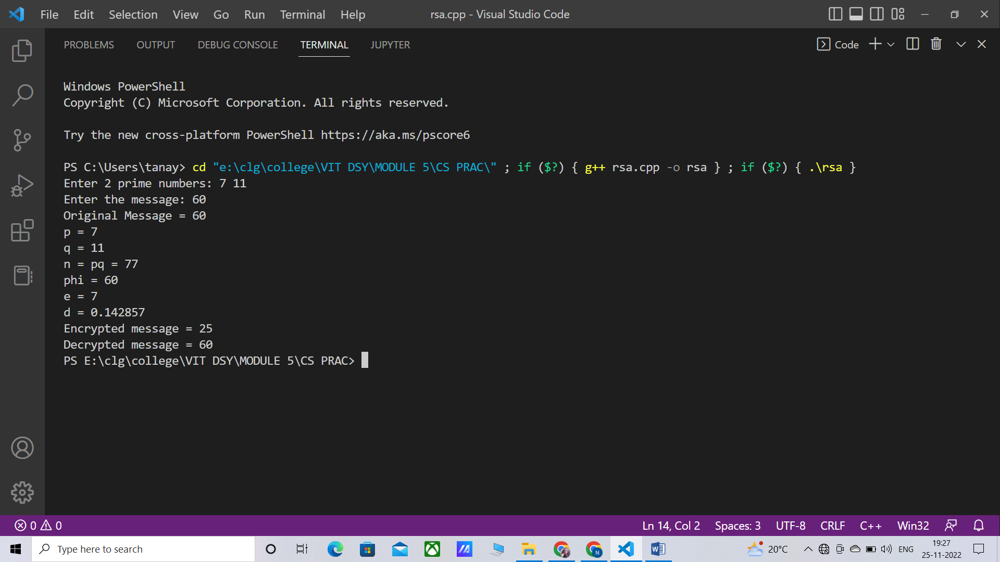 File Edit Selection View Go Run Terminal Help rsa.cpp - Visual Studio Code
PROBLEMS OUTPUT DEBUG CONSOLE TERMINAL JUPYTER Code
Windows PowerShell
Copyright (C) Microsoft Corporation. All rights reserved.
Try the new cross-platform PowerShell https://aka.ms/pscore6
PS C:\Users\tanay> cd "e:\clg\college\VIT DSY\MODULE 5\CS PRAC\" ; if ($?) { g++ rsa.cpp -o rsa } ; if ($?) { .\rsa }
Enter 2 prime numbers: 7 11
Enter the message: 60
Original Message = 60
p = 7
q = 11
n = pq = 77
phi = 60
e = 7
d = 0.142857
Encrypted message = 25
Decrypted message = 60
PS E:\clg\college\VIT DSY\MODULE 5\CS PRAC>
0 0 Ln 14, Col 2 Spaces: 3 UTF-8 CRLF C++ Win32
Type here to search 20°C ENG 19:27
25-11-2022